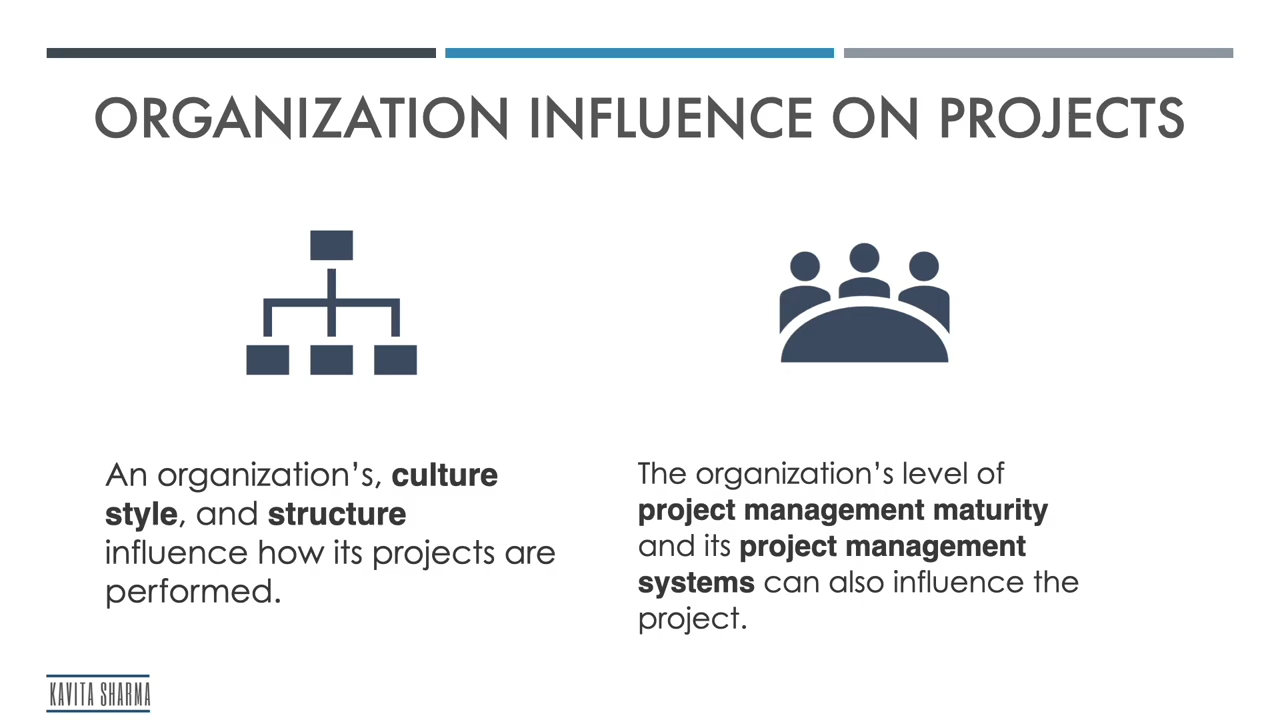 ORGANIZATION INFLUENCE ON PROJECTS
An organization's, culture
style, and structure
influence how its projects are
performed.
The organization's level of
project management maturity
and its project management
systems can also influence the
project.
KAVITA SHARMA